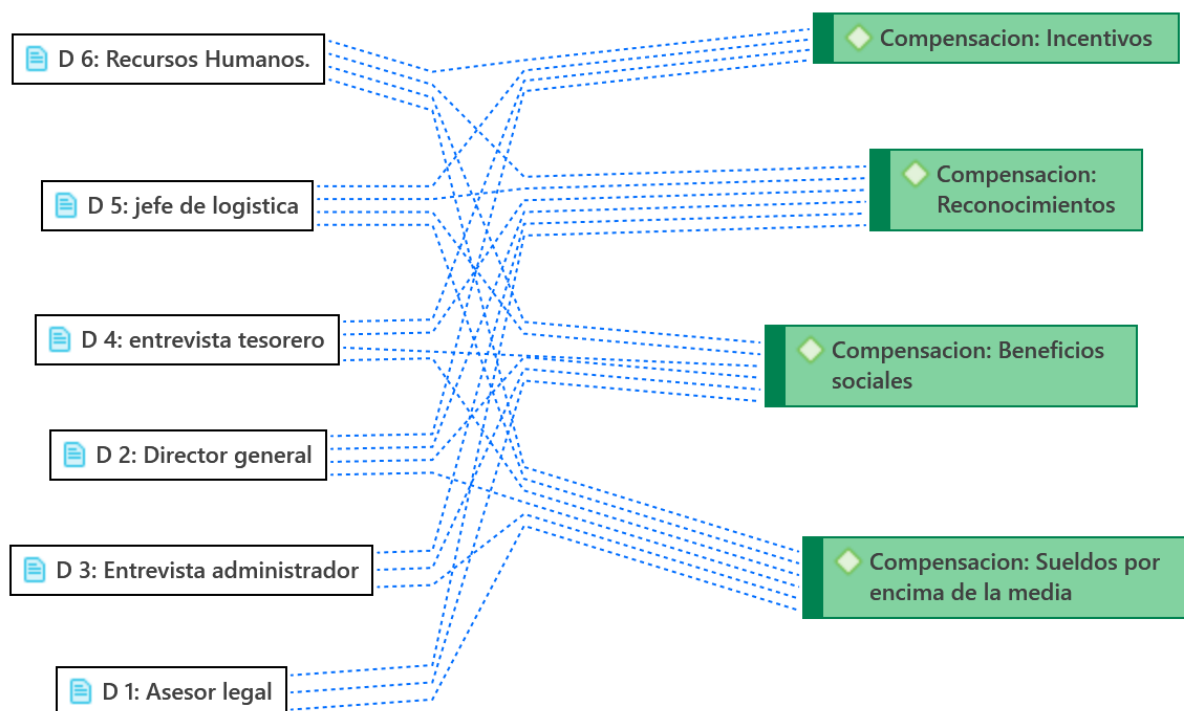 D 6: Recursos Humanos.
D 5: jefe de logistica
D 4: entrevista tesorero
D 2: Director general
D 3: Entrevista administrador
D 1: Asesor legal
Compensacion: Incentivos
Compensacion:
Reconocimientos
Compensacion: Beneficios
sociales
Compensacion: Sueldos por
encima de la media